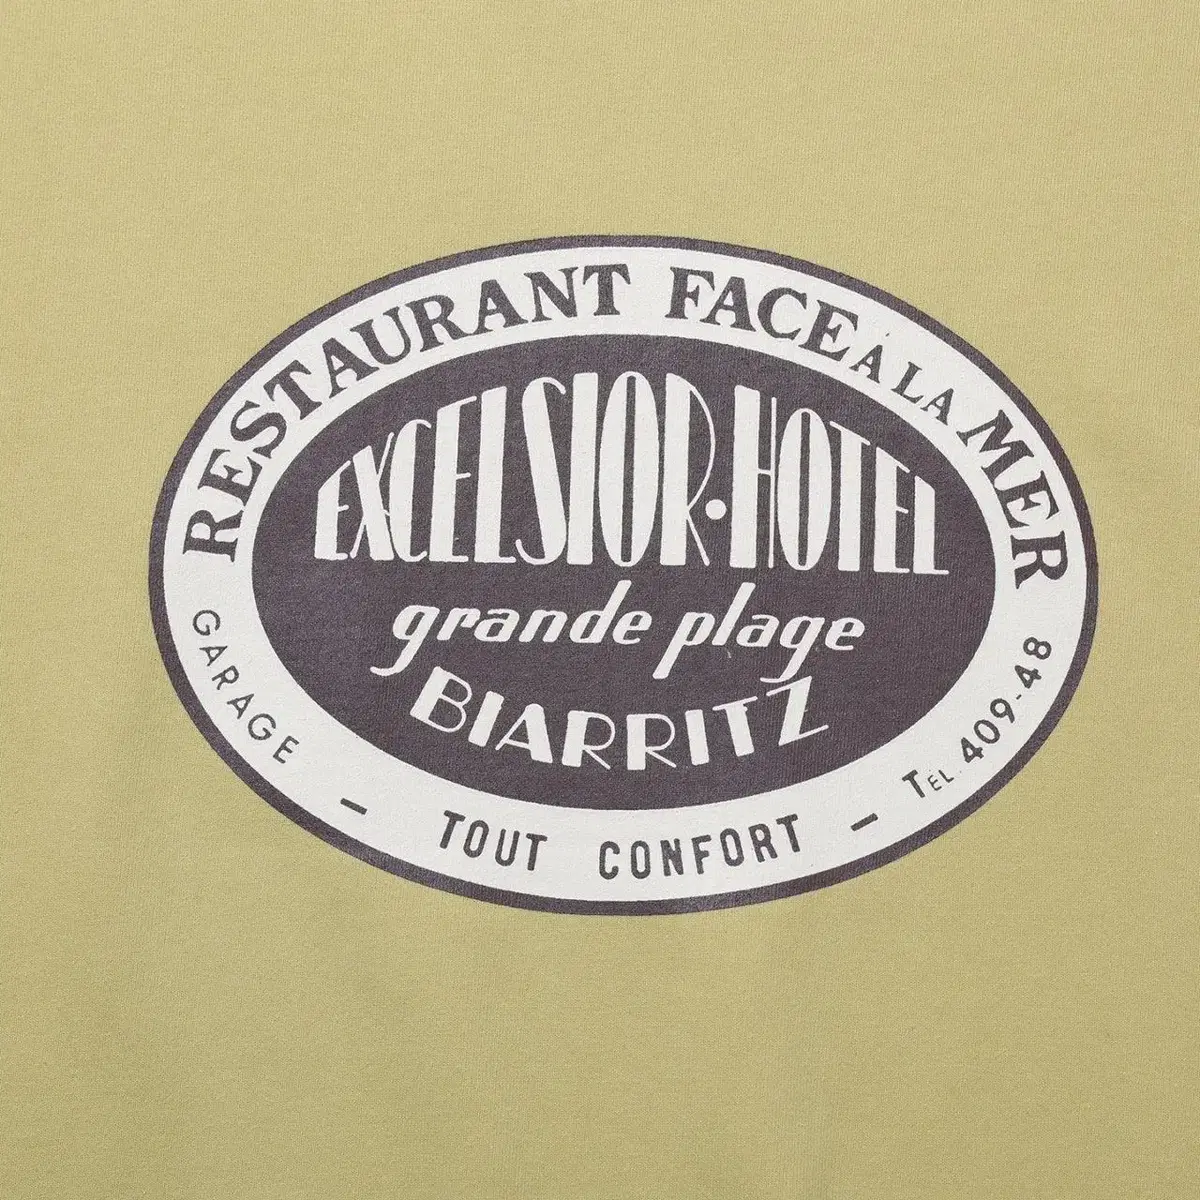 RESTAURANT FACE A LA MER
EXCELSIOR·HOTEL
grande plage
BIARRITZ
GARAGE - TOUT CONFORT - TEL. 409-48